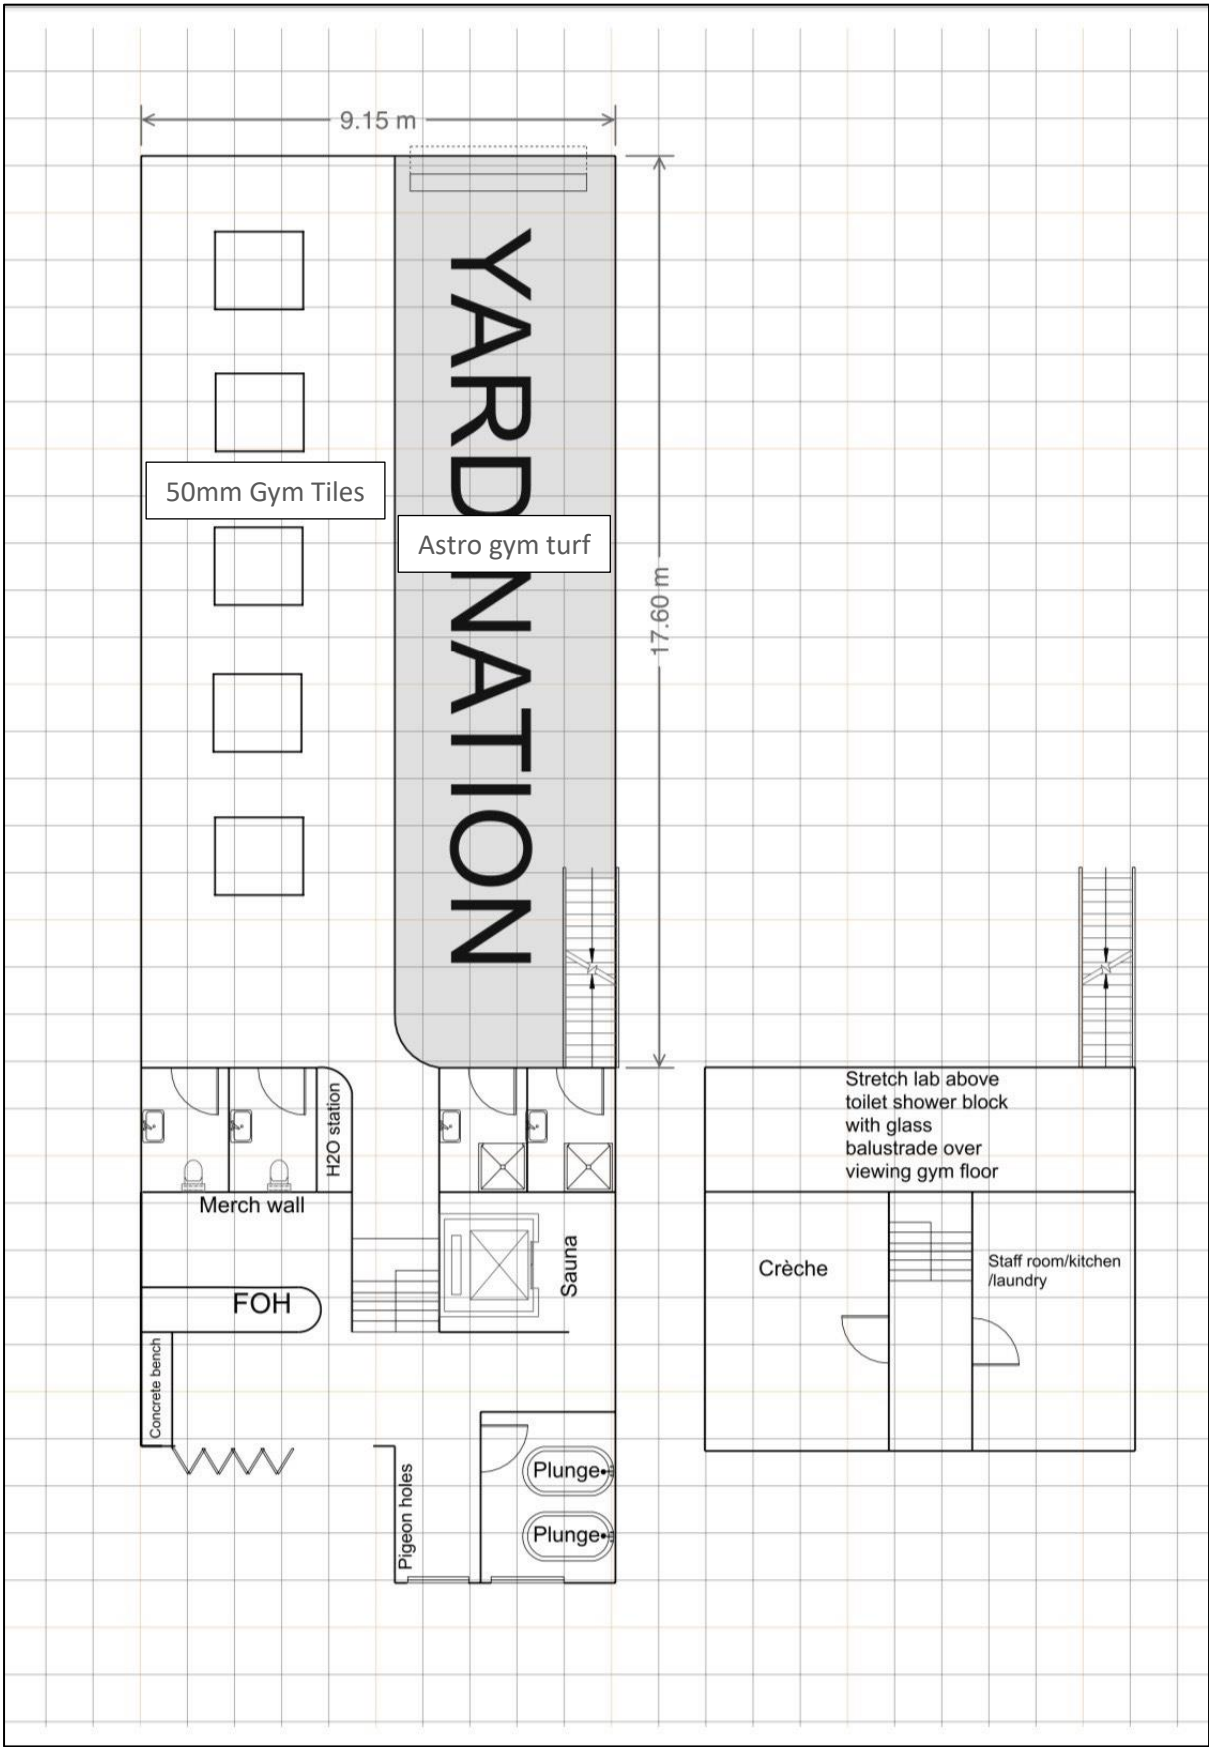 9.15 m
YARD NATION
50mm Gym Tiles
Astro gym turf
17.60 m
H2O station
Merch wall
Sauna
FOH
Concrete bench
Pigeon holes
Plunge
Plunge
Stretch lab above
toilet shower block
with glass
balustrade over
viewing gym floor
Crèche
Staff room/kitchen
/laundry